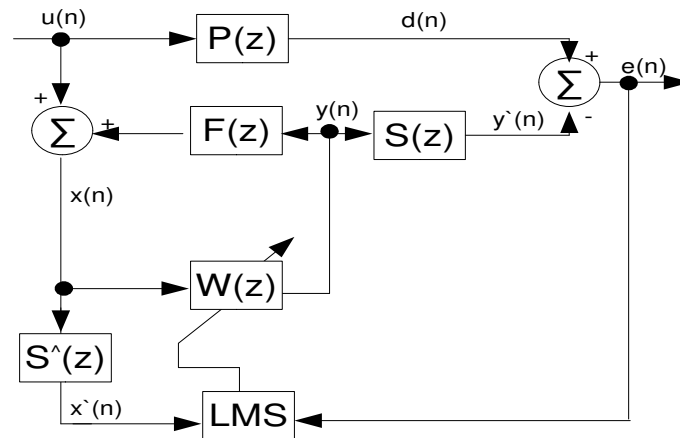 u(n)
P(z)
d(n)
+
e(n)
Σ
+
Σ
+
F(z)
y(n)
S(z)
y`(n)
-
x(n)
W(z)
S^(z)
x`(n)
LMS